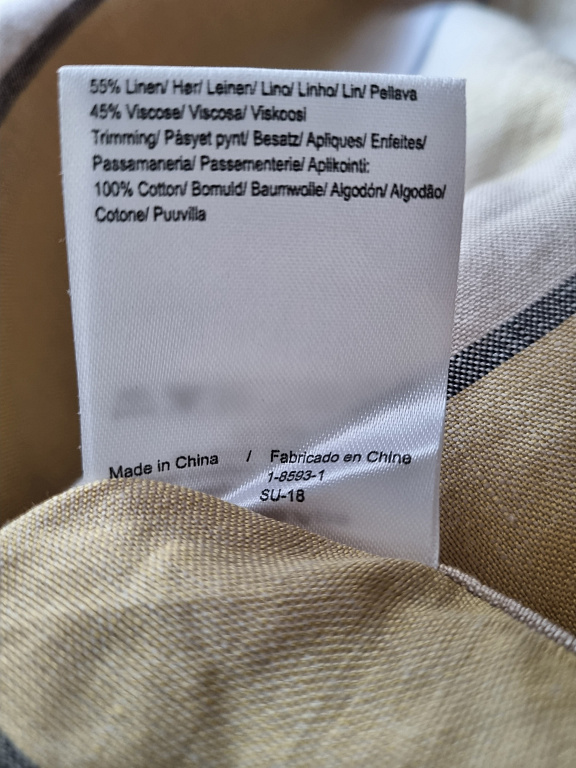 55% Linen/ Hør/ Leinen/ Lino/ Linho/ Lin/ Pellava
45% Viscose/ Viscosa/ Viskoosi
Trimming/ Påsyet pynt/ Besatz/ Apliques/ Enfeites/
Passamaneria/ Passementerie/ Aplikointi:
100% Cotton/ Bomuld/ Baumwolle/ Algodón/ Algodão/
Cotone/ Puuvilla
Made in China / Fabricado en China
1-8593-1
SU-18